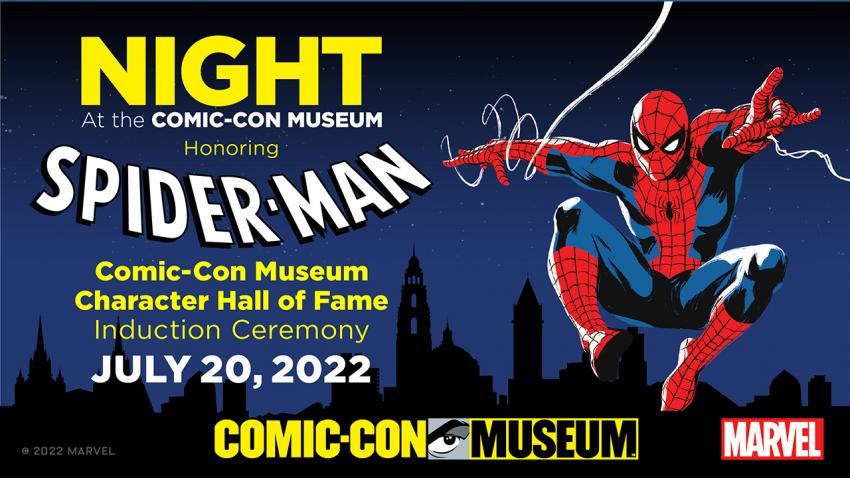 NIGHT
At the COMIC-CON MUSEUM
Honoring
SPIDER-MAN
Comic-Con Museum
Character Hall of Fame
Induction Ceremony
JULY 20, 2022
COMIC-CON MUSEUM™
MARVEL
© 2022 MARVEL